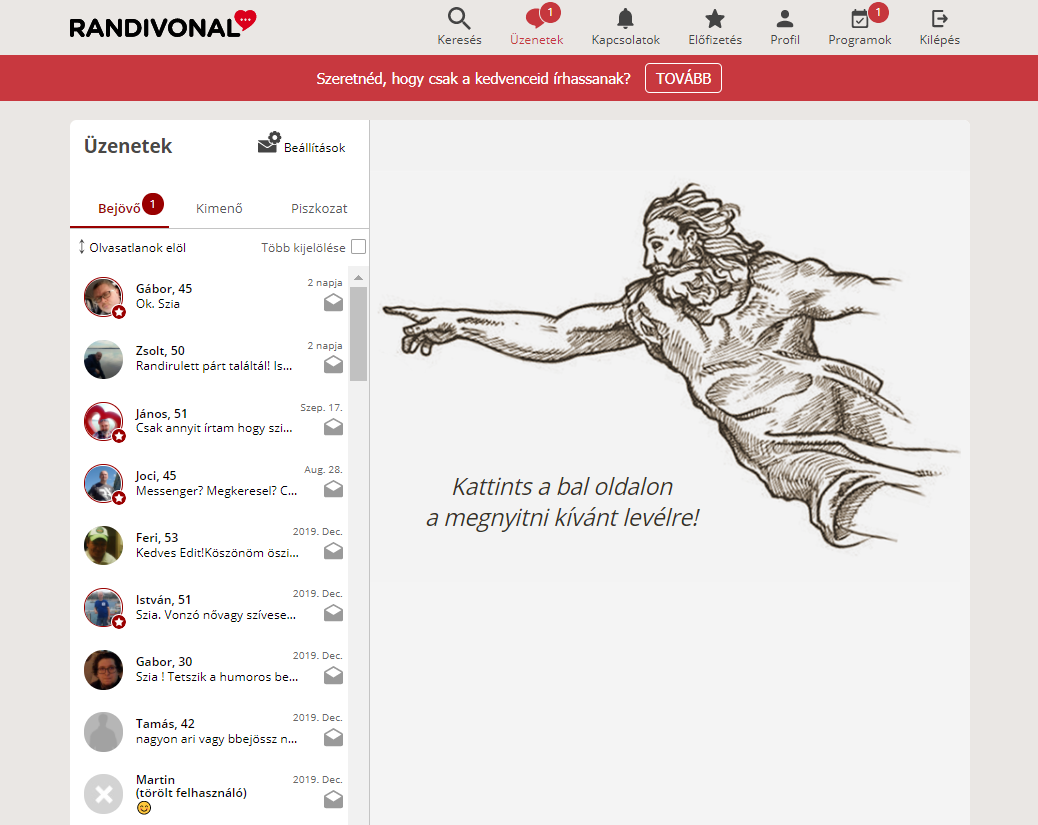 RANDIVONAL
Keresés
1
Üzenetek
Kapcsolatok
Előfizetés
Profil
1
Programok
Kilépés
Szeretnéd, hogy csak a kedvenceid írhassanak? TOVÁBB
Üzenetek
Beállítások
Bejövő 1
Kimenő
Piszkozat
Olvasatlanok elöl
Több kijelölése
Gábor, 45
2 napja
Ok. Szia
Zsolt, 50
2 napja
Randirulett párt találtál! Is...
János, 51
Szep. 17.
Csak annyit írtam hogy szi...
Joci, 45
Aug. 28.
Messenger? Megkeresel? C...
Feri, 53
2019. Dec.
Kedves Edit!Köszönöm öszi...
István, 51
2019. Dec.
Szia. Vonzó nővagy szívese...
Gabor, 30
2019. Dec.
Szia ! Tetszik a humoros be...
Tamás, 42
2019. Dec.
nagyon ari vagy bbejössz n...
Martin
2019. Dec.
(törölt felhasználó)
😊
Kattints a bal oldalon
a megnyitni kívánt levélre!